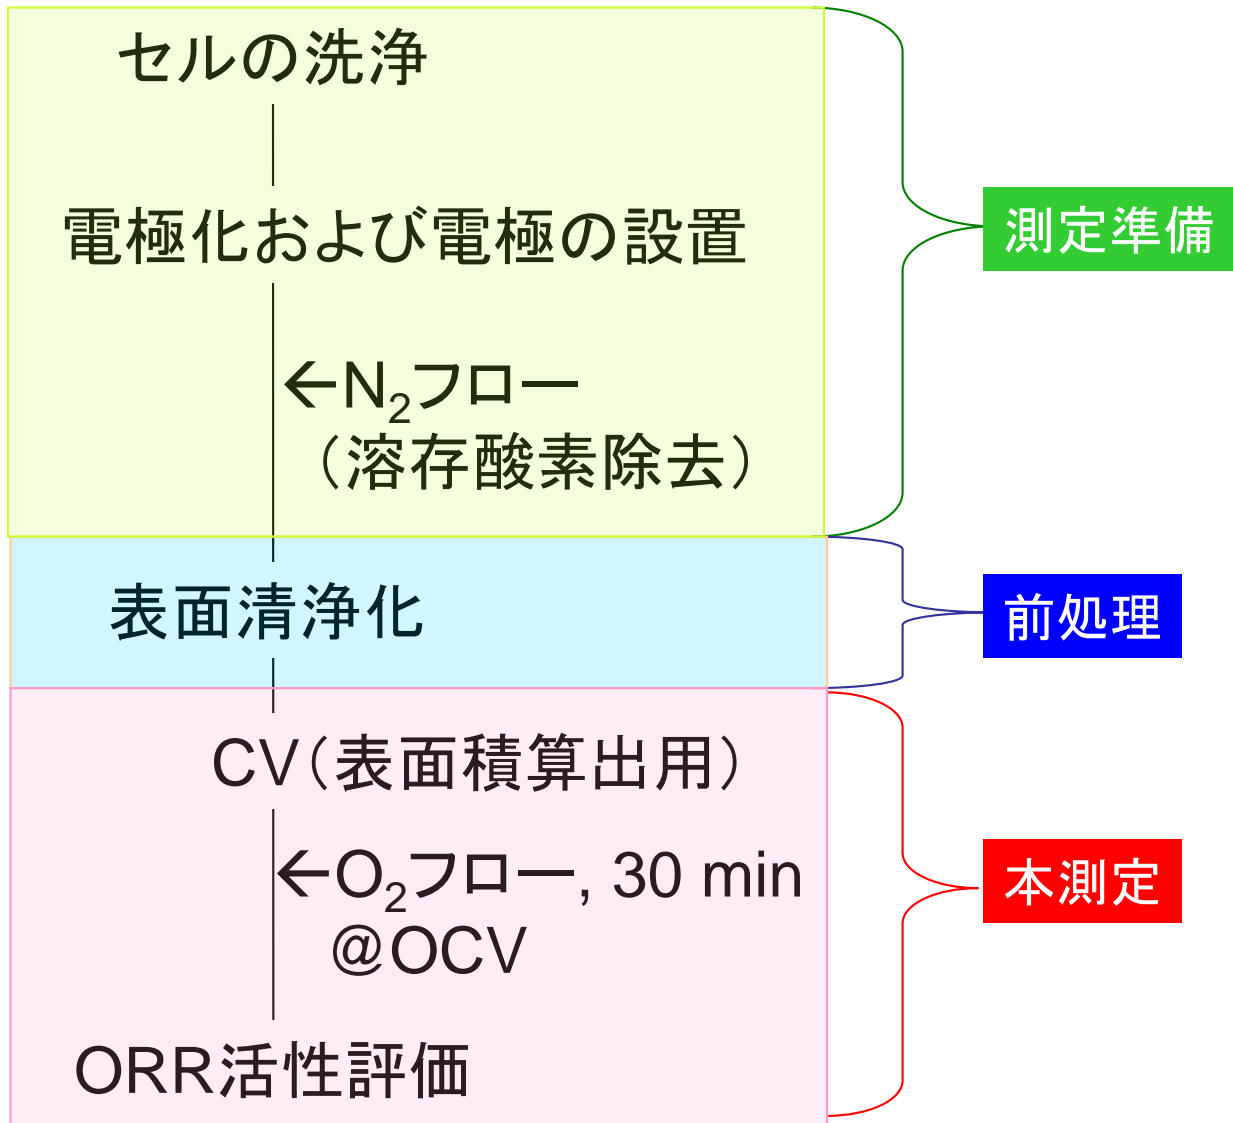 セルの洗浄
電極化および電極の設置
測定準備
←N₂フロー
（溶存酸素除去）
表面清浄化
前処理
CV（表面積算出用）
←O₂フロー, 30 min
@OCV
本測定
ORR活性評価